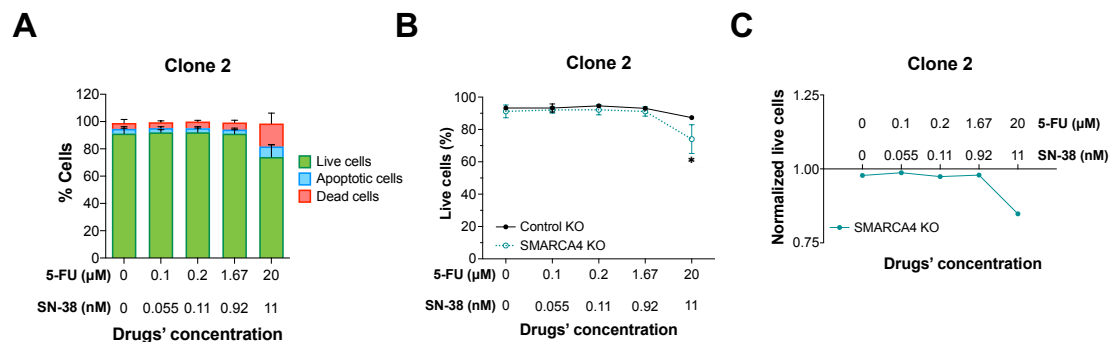 A
Clone 2
% Cells
120
100
80
60
40
20
0
Live cells
Apoptotic cells
Dead cells
5-FU (µM) 0 0.1 0.2 1.67 20
SN-38 (nM) 0 0.055 0.11 0.92 11
Drugs’ concentration
B
Clone 2
Live cells (%)
100
80
60
40
20
0
*
Control KO
SMARCA4 KO
5-FU (µM) 0 0.1 0.2 1.67 20
SN-38 (nM) 0 0.055 0.11 0.92 11
Drugs’ concentration
C
Clone 2
Normalized live cells
1.25
1.00
0.75
0 0.1 0.2 1.67 20 5-FU (µM)
0 0.055 0.11 0.92 11 SN-38 (nM)
SMARCA4 KO
Drugs’ concentration